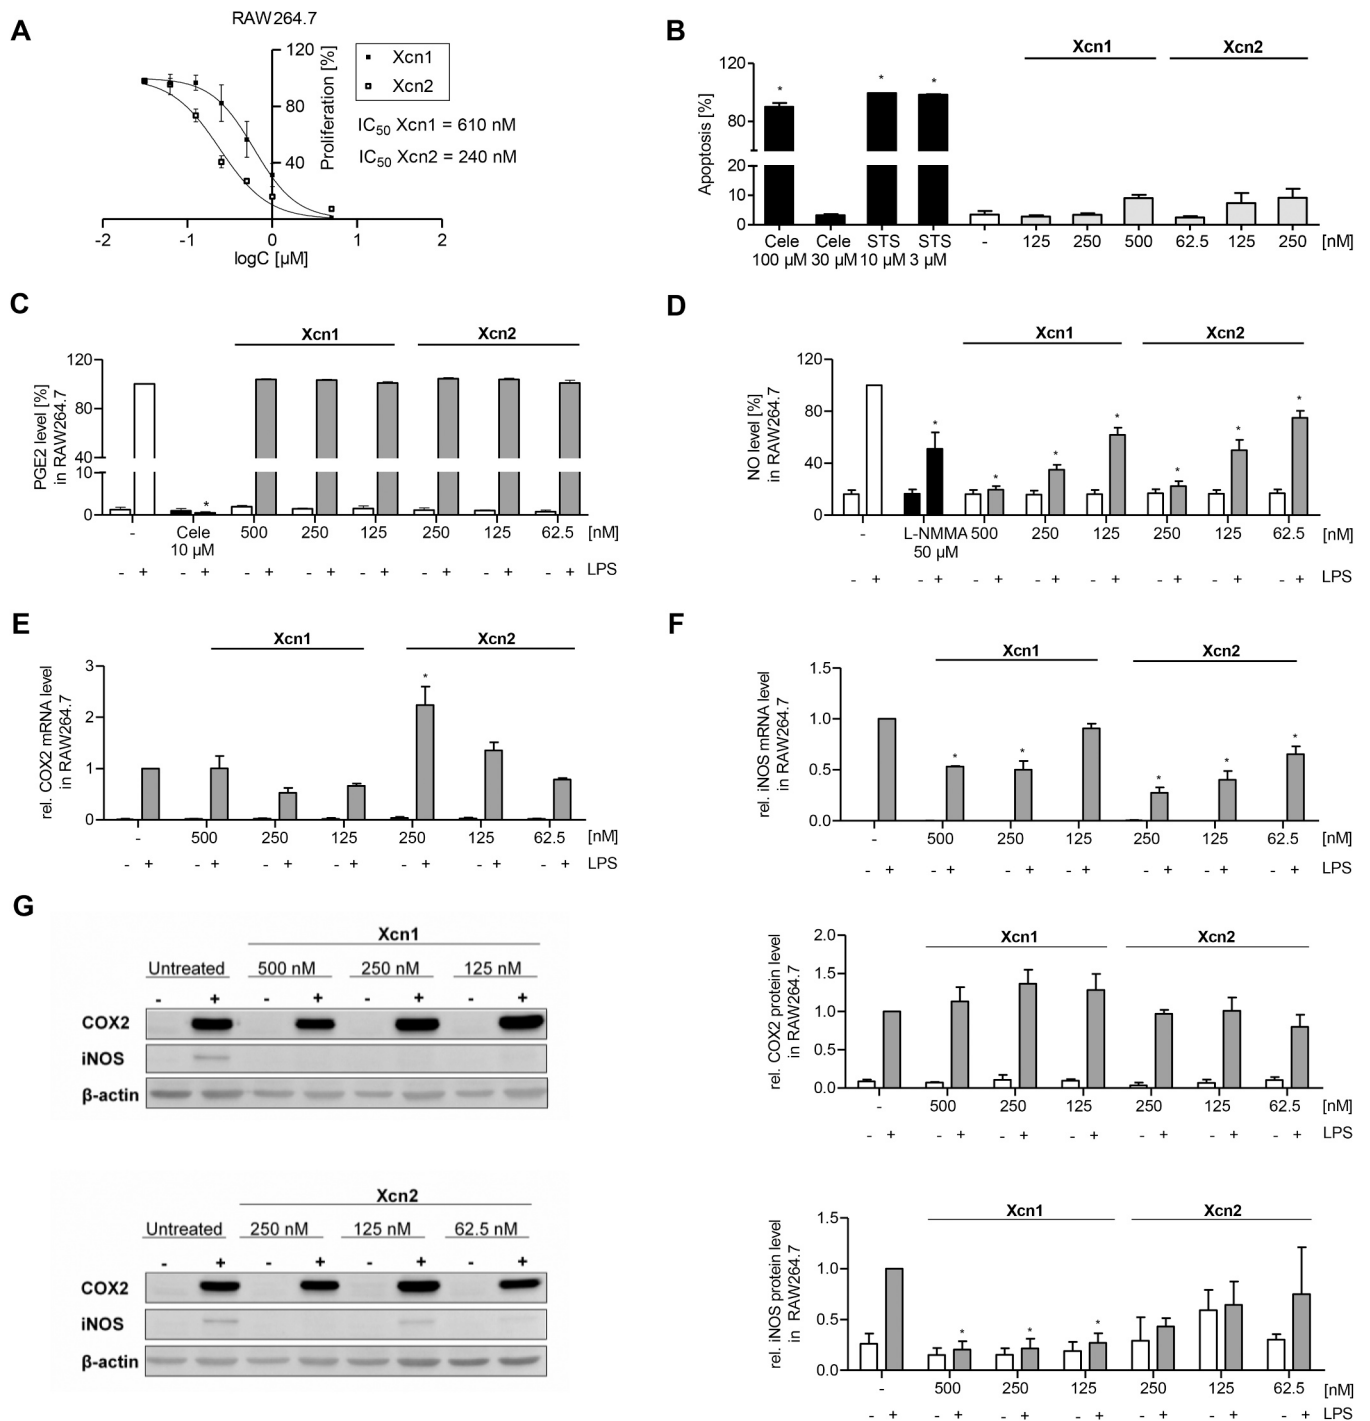 A
RAW264.7
120
80
40
Proliferation [%]
-2 -1 0 1 2
logC [µM]
Xcn1
Xcn2
IC50 Xcn1 = 610 nM
IC50 Xcn2 = 240 nM
B
Xcn1 Xcn2
Apoptosis [%]
120
80
20
10
0
Cele Cele STS STS - 125 250 500 62.5 125 250 [nM]
100 µM 30 µM 10 µM 3 µM
* * *
C
Xcn1 Xcn2
PGE2 level [%]
in RAW264.7
120
80
40
10
0
*
- Cele 500 250 125 250 125 62.5 [nM]
10 µM
- + - + - + - + - + - + - + - + LPS
D
Xcn1 Xcn2
NO level [%]
in RAW264.7
120
80
40
0
* * * * * * *
- L-NMMA 500 250 125 250 125 62.5 [nM]
50 µM
- + - + - + - + - + - + - + - + LPS
E
Xcn1 Xcn2
rel. COX2 mRNA level
in RAW264.7
3
2
1
0
*
- 500 250 125 250 125 62.5 [nM]
- + - + - + - + - + - + - + LPS
F
Xcn1 Xcn2
rel. iNOS mRNA level
in RAW264.7
1.5
1.0
0.5
0.0
* * * * *
- 500 250 125 250 125 62.5 [nM]
- + - + - + - + - + - + - + LPS
G
Xcn1
Untreated 500 nM 250 nM 125 nM
- + - + - + - +
COX2
iNOS
β-actin
Xcn2
Untreated 250 nM 125 nM 62.5 nM
- + - + - + - +
COX2
iNOS
β-actin
Xcn1 Xcn2
rel. COX2 protein level
in RAW264.7
2.0
1.5
1.0
0.5
0.0
- 500 250 125 250 125 62.5 [nM]
- + - + - + - + - + - + - + LPS
Xcn1 Xcn2
rel. iNOS protein level
in RAW264.7
1.5
1.0
0.5
0.0
* * *
- 500 250 125 250 125 62.5 [nM]
- + - + - + - + - + - + - + LPS